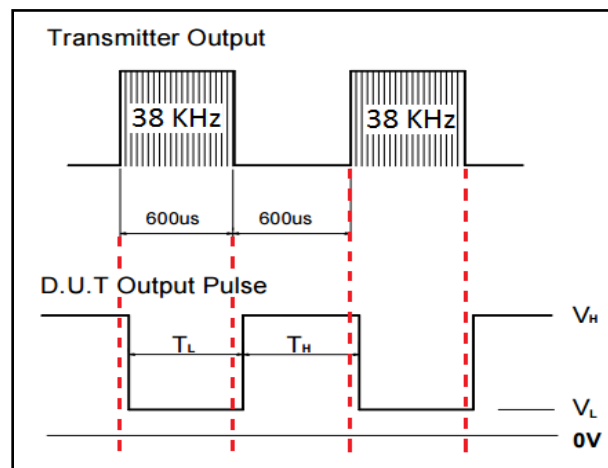 Transmitter Output
38 KHz 38 KHz
600us 600us
D.U.T Output Pulse
VH
TL TH
VL
0V